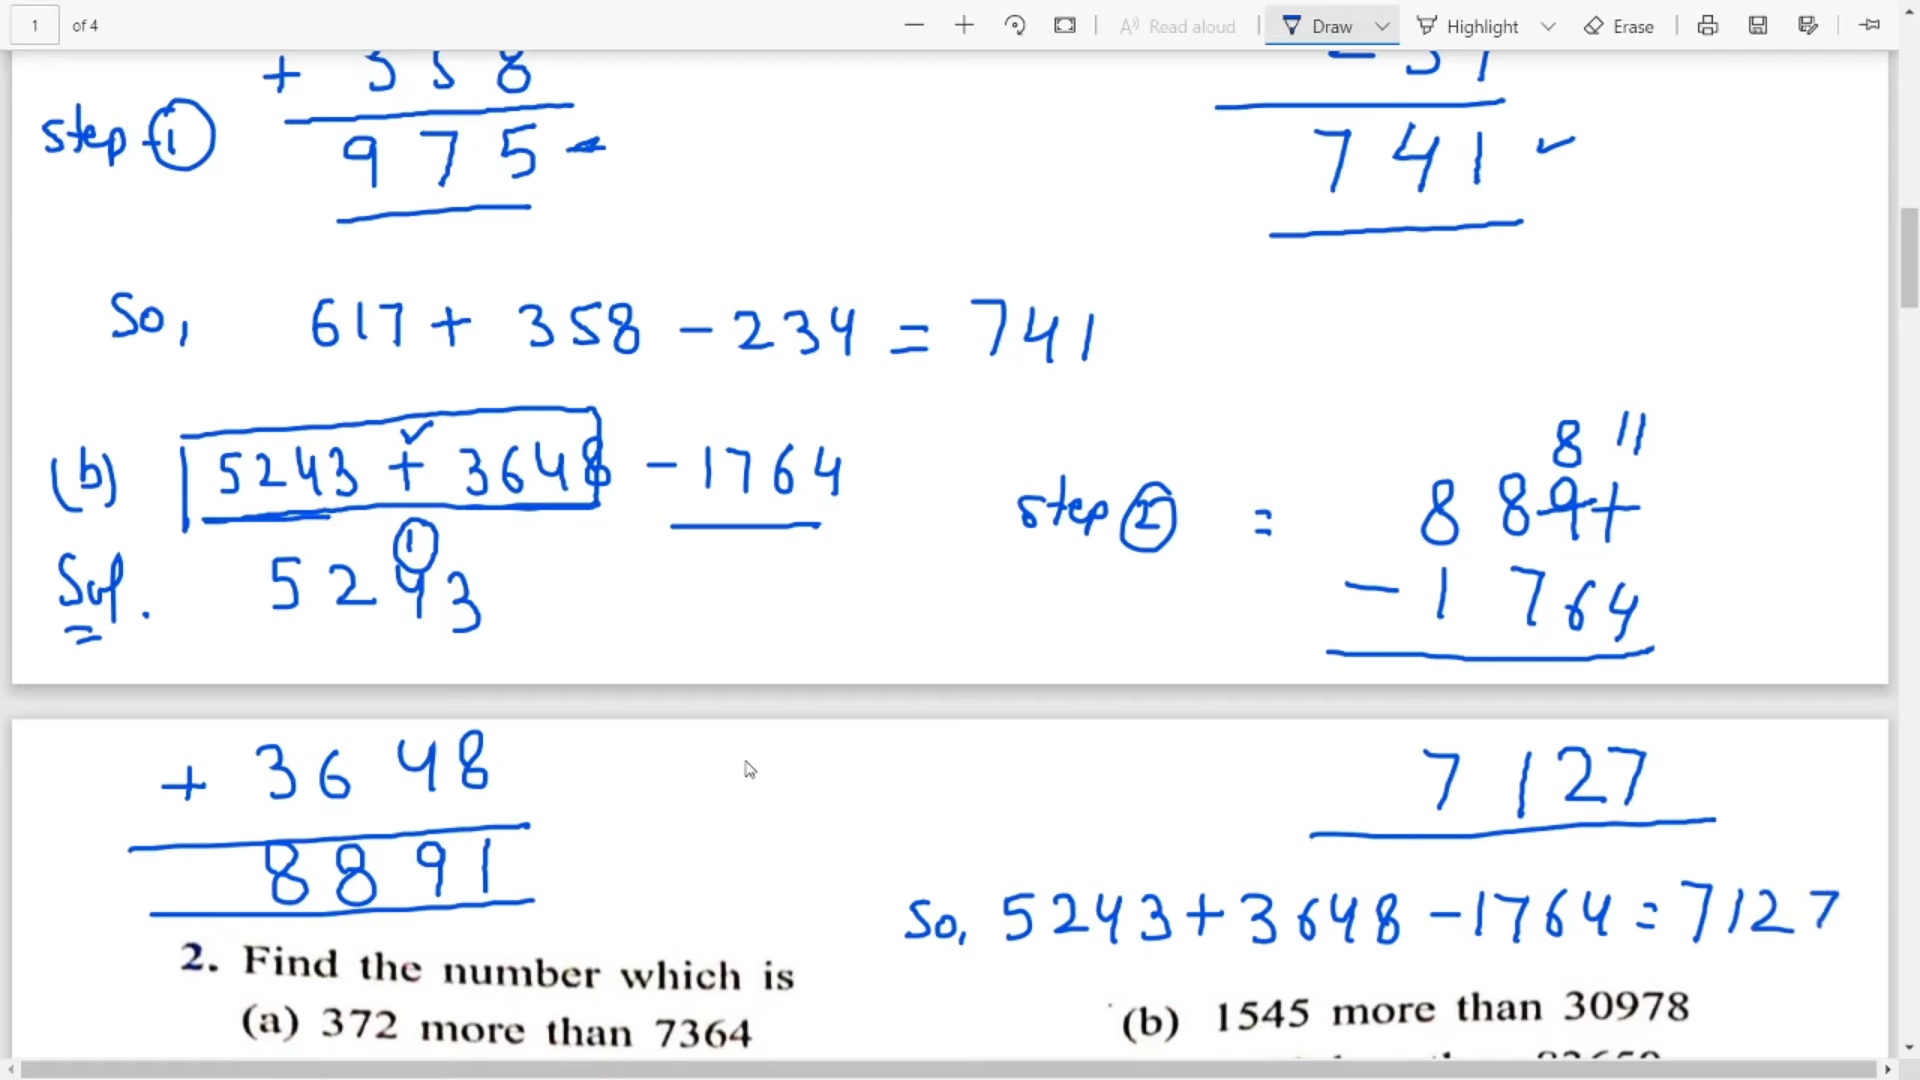 1 of 4 Read aloud Draw Highlight Erase
+ 358
step-1
975
741
So, 617 + 358 - 234 = 741
(b) 5243 + 3648 - 1764
Sol. 5243
1
+ 3648
8891
step 2 = 8891
8 11
- 1764
7127
So, 5243+3648-1764=7127
2. Find the number which is
(a) 372 more than 7364
(b) 1545 more than 30978